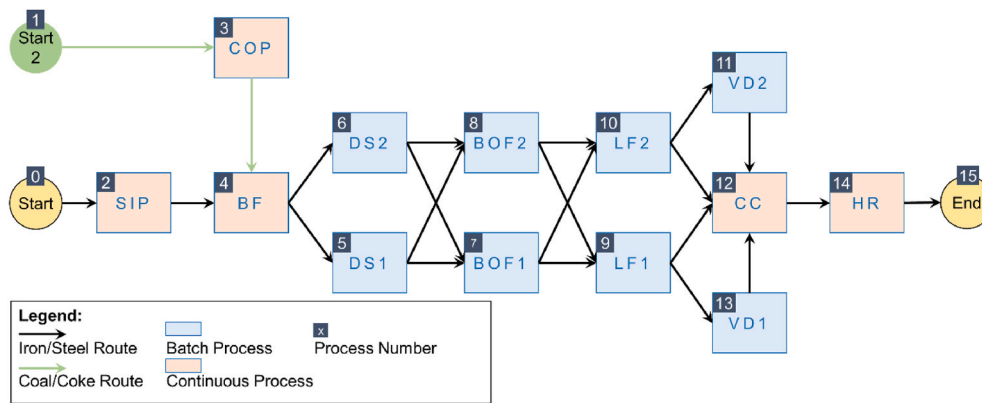 1
Start
2
3
COP
6
DS2
8
BOF2
10
LF2
11
VD2
0
Start
2
SIP
4
BF
12
CC
14
HR
15
End
5
DS1
7
BOF1
9
LF1
13
VD1
Legend:
Iron/Steel Route
Batch Process
x
Process Number
Coal/Coke Route
Continuous Process